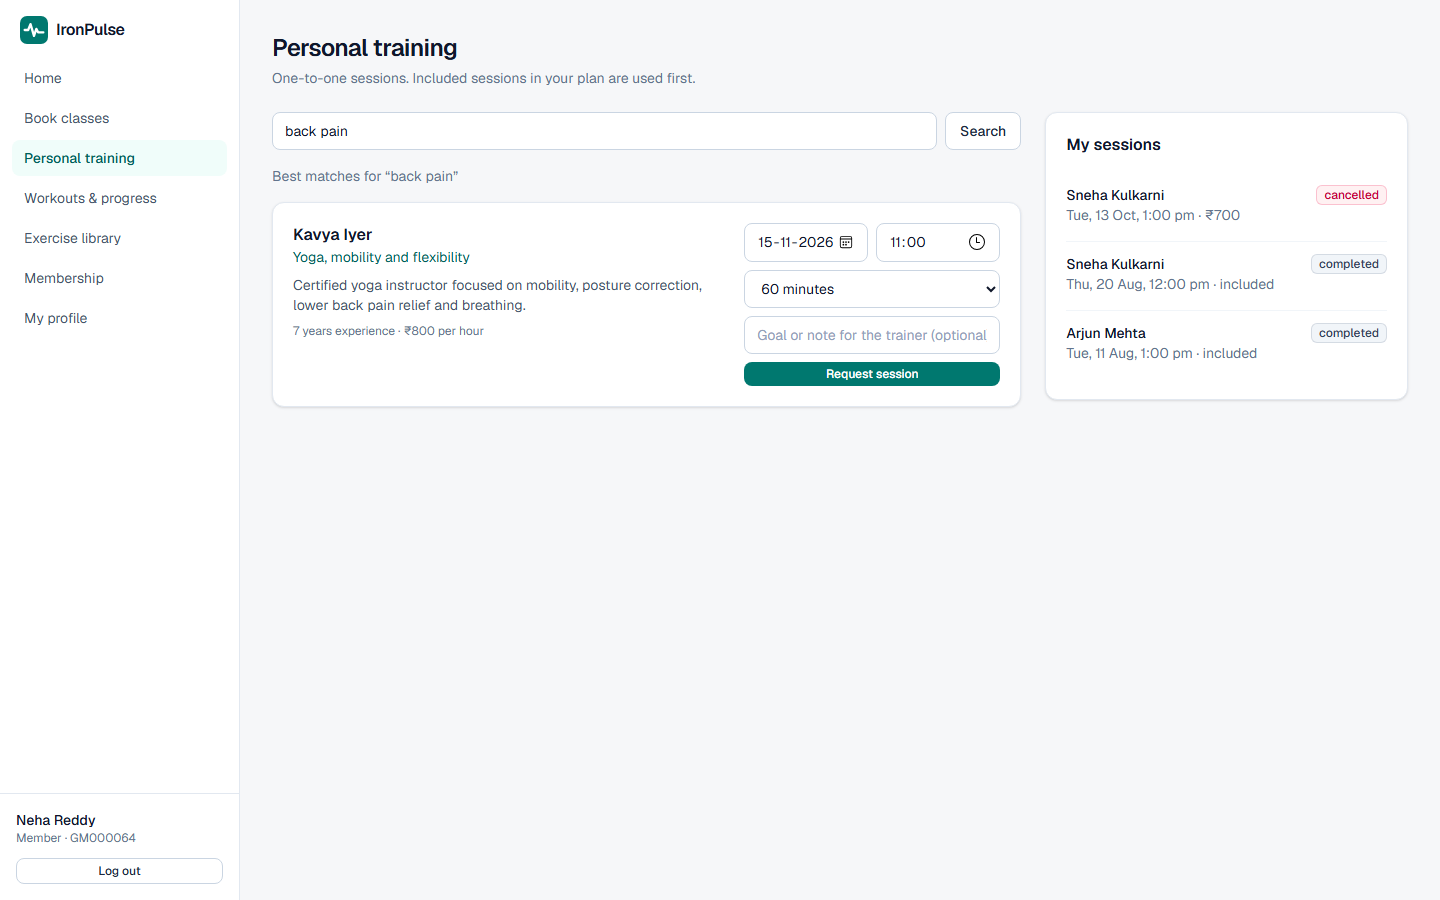 IronPulse
Home
Book classes
Personal training
Workouts & progress
Exercise library
Membership
My profile
Neha Reddy
Member · GM000064
Log out
Personal training
One-to-one sessions. Included sessions in your plan are used first.
back pain
Search
Best matches for “back pain”
Kavya Iyer
Yoga, mobility and flexibility
Certified yoga instructor focused on mobility, posture correction,
lower back pain relief and breathing.
7 years experience · ₹800 per hour
15-11-2026
11:00
60 minutes
Goal or note for the trainer (optional
Request session
My sessions
Sneha Kulkarni
cancelled
Tue, 13 Oct, 1:00 pm · ₹700
Sneha Kulkarni
completed
Thu, 20 Aug, 12:00 pm · included
Arjun Mehta
completed
Tue, 11 Aug, 1:00 pm · included